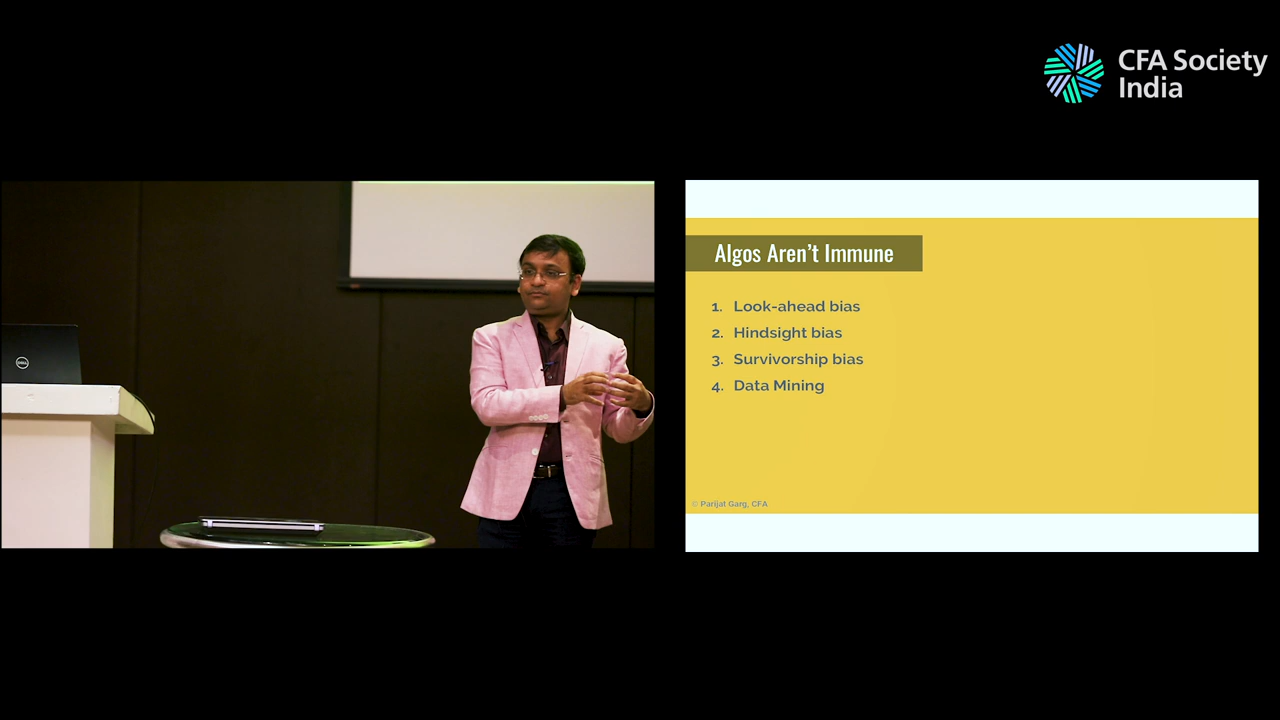 CFA Society
India
Algos Aren't Immune
1. Look-ahead bias
2. Hindsight bias
3. Survivorship bias
4. Data Mining
© Parijat Garg, CFA
DELL